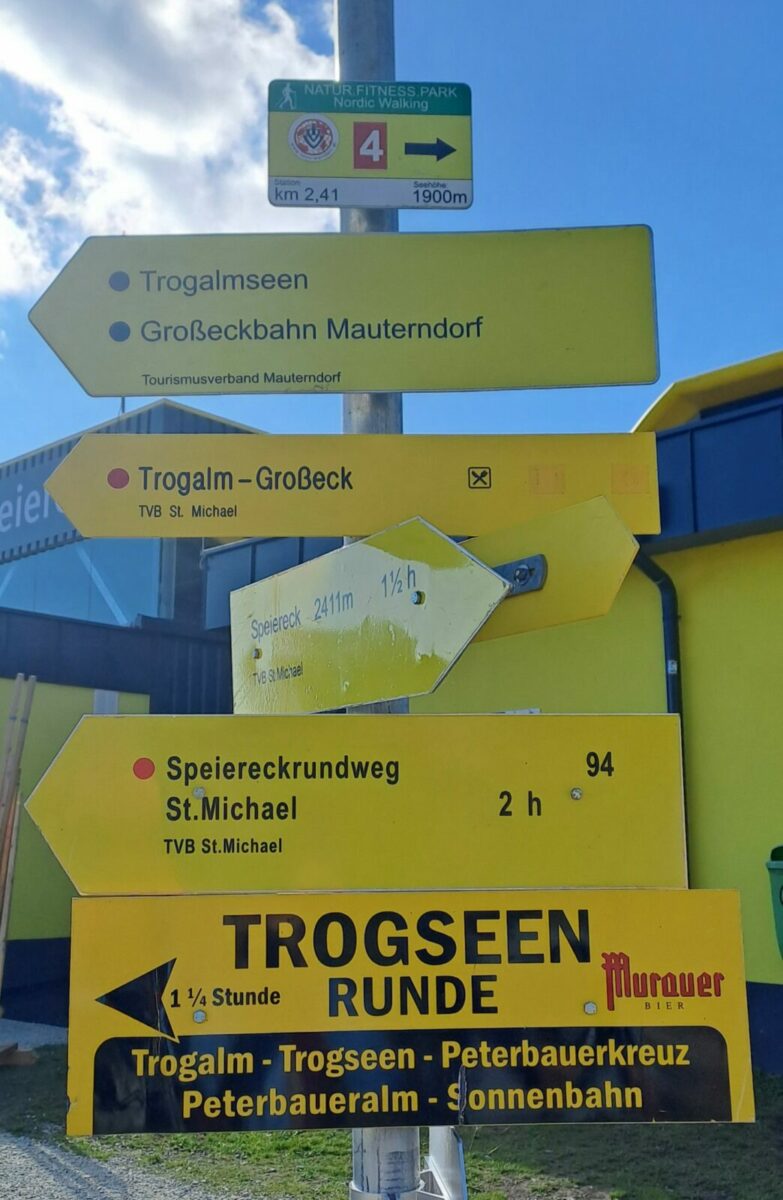 NATUR.FITNESS.PARK
Nordic Walking
4
Station
Seehöhe
km 2,41
1900m
Trogalmseen
Großeckbahn Mauterndorf
Tourismusverband Mauterndorf
Trogalm – Großeck
TVB St. Michael
Speiereck 2411m 1½ h
TVB St.Michael
Speiereckrundweg 94
St.Michael 2 h
TVB St.Michael
TROGSEEN
RUNDE
1 ¼ Stunde
Murauer
BIER
Trogalm - Trogseen - Peterbauerkreuz
Peterbaueralm - Sonnenbahn